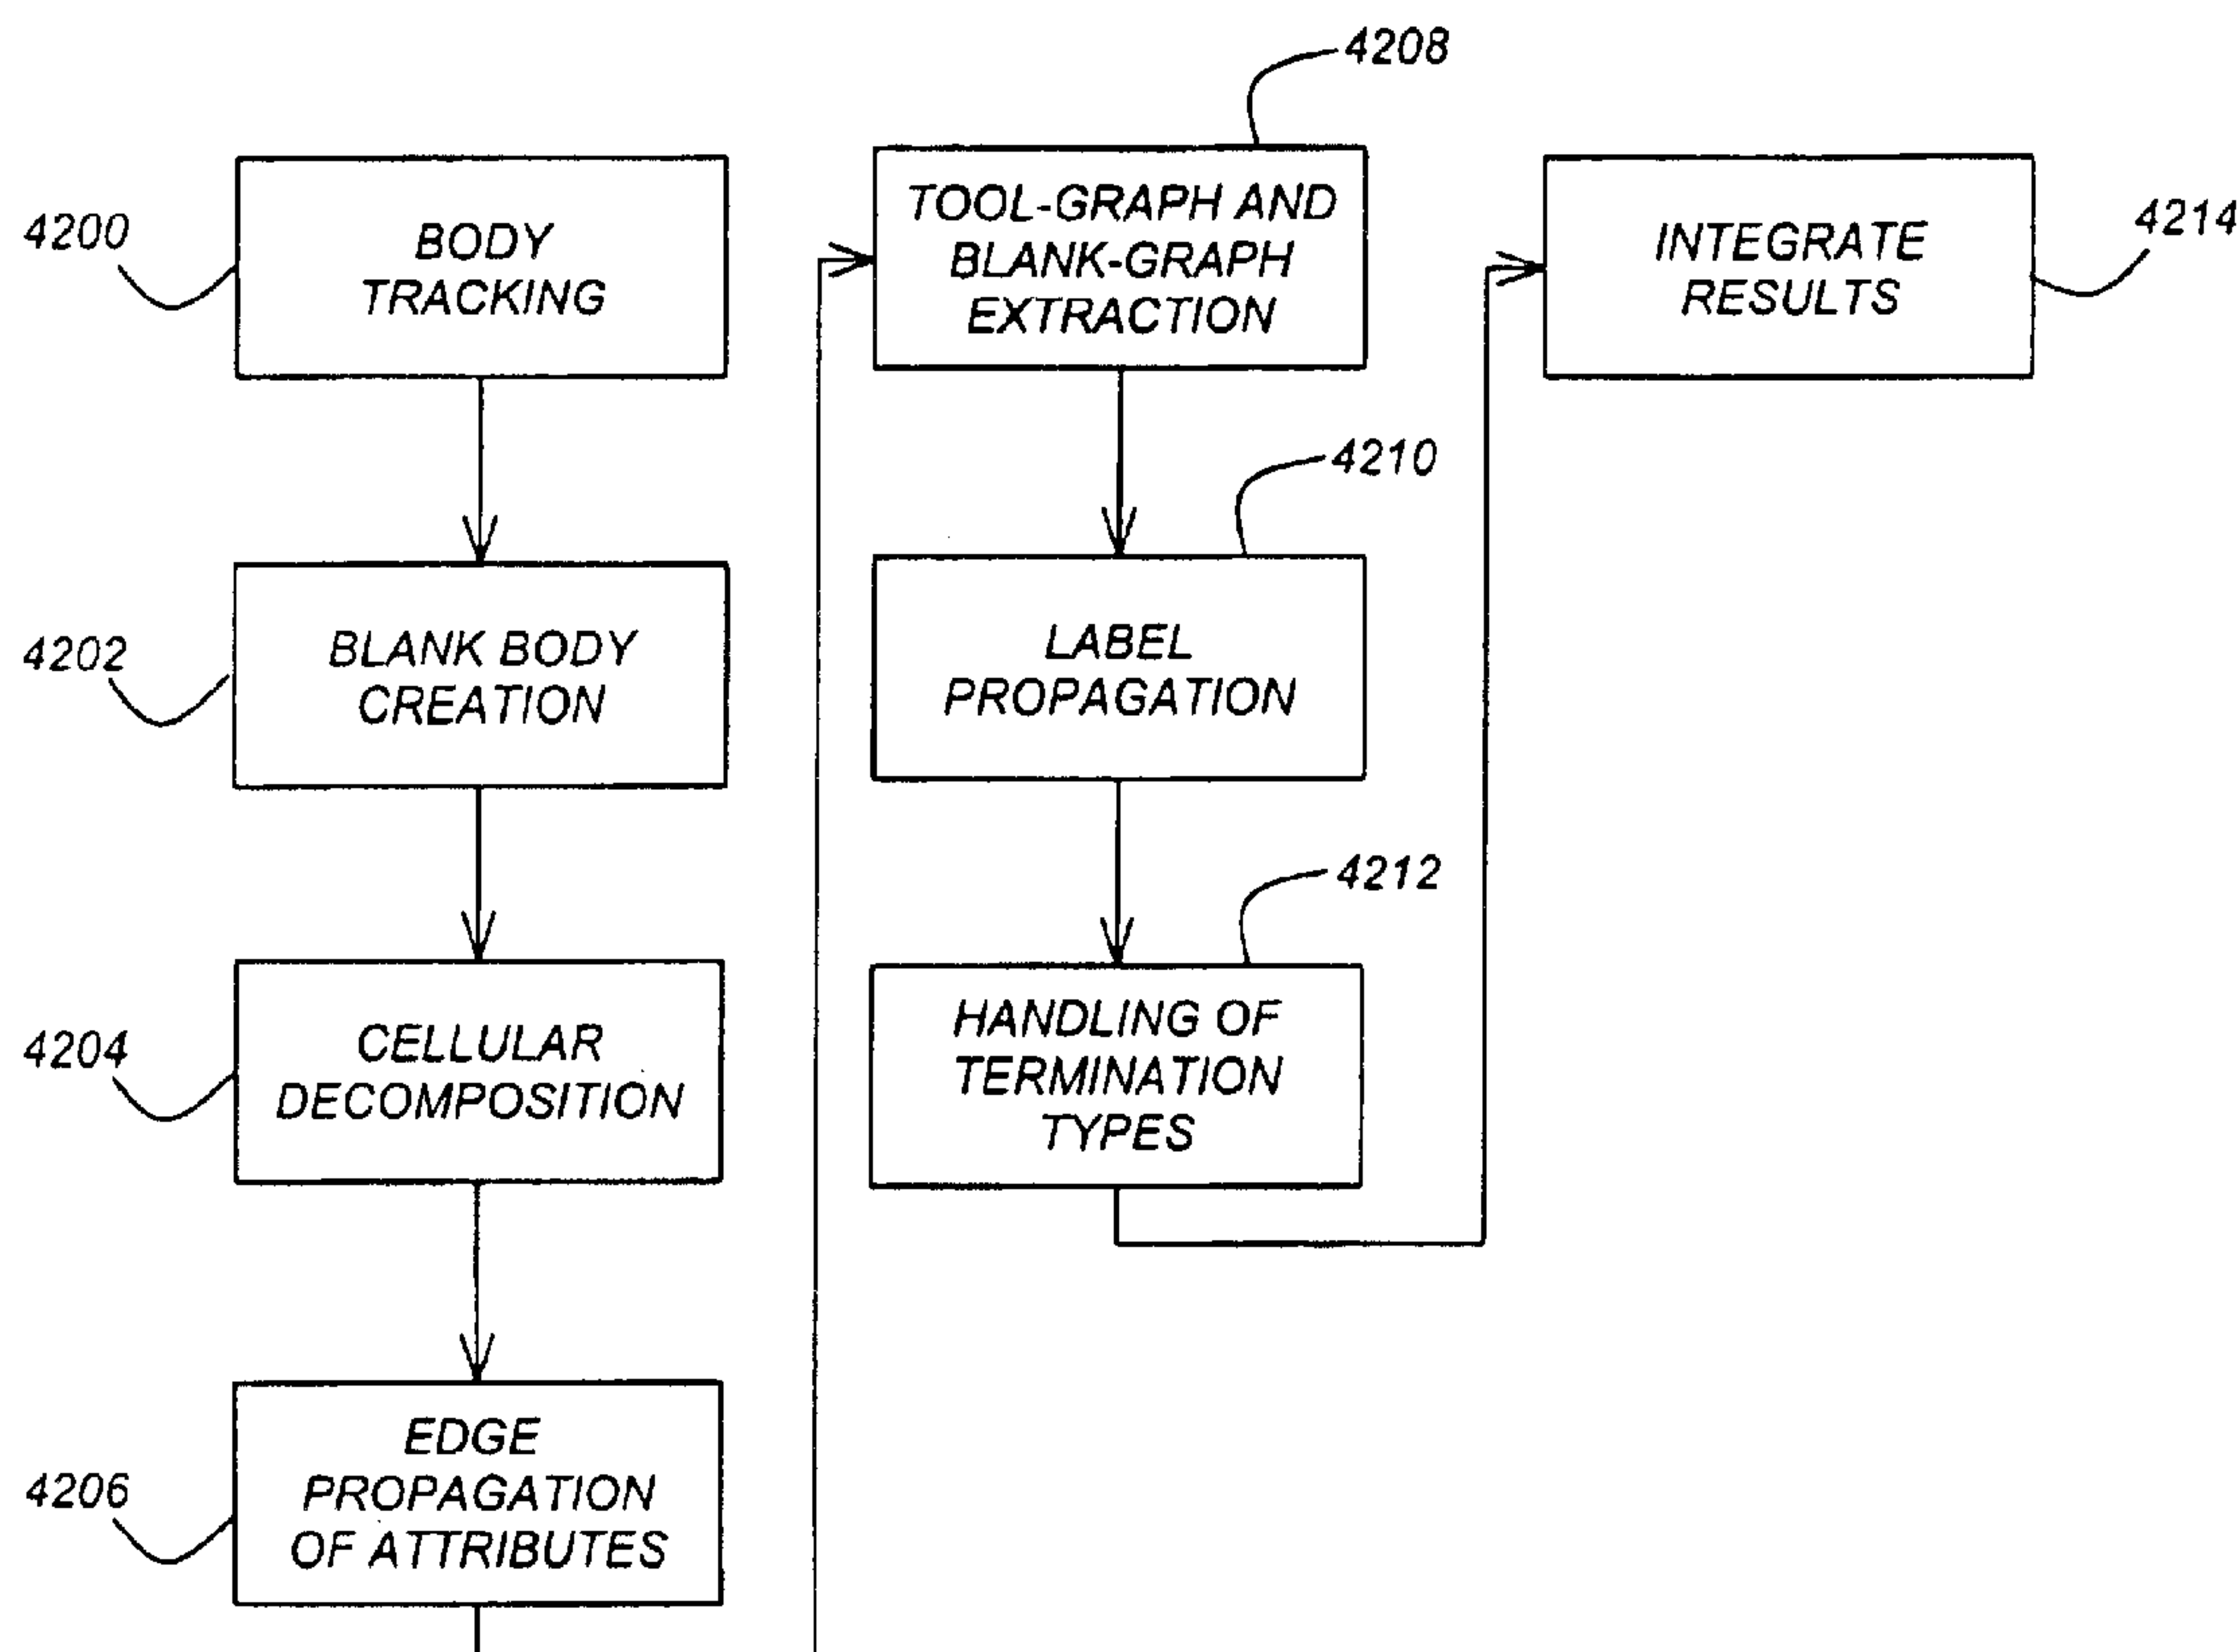 4200
BODY
TRACKING
4202
BLANK BODY
CREATION
4204
CELLULAR
DECOMPOSITION
4206
EDGE
PROPAGATION
OF ATTRIBUTES
4208
TOOL-GRAPH AND
BLANK-GRAPH
EXTRACTION
4210
LABEL
PROPAGATION
4212
HANDLING OF
TERMINATION
TYPES
4214
INTEGRATE
RESULTS